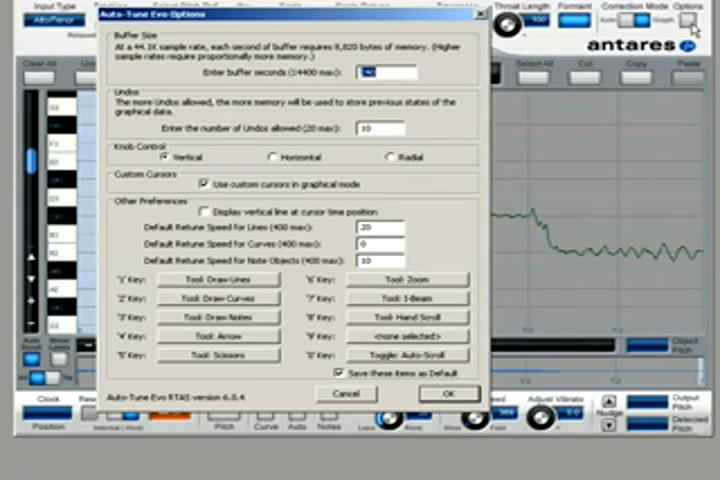 Auto-Tune Evo Options
Input Type
Throat Length
Formant
Correction Mode
Options
Auto
Graph
antares
Clear All
Select All
Cut
Copy
Paste
Buffer Size
At a 44.1K sample rate, each second of buffer requires 8,820 bytes of memory. (Higher
sample rates require proportionally more memory.)
Enter buffer seconds (14400 max): 240
Undos
The more Undos allowed, the more memory will be used to store previous states of the
graphical data.
Enter the number of Undos allowed (20 max): 10
Knob Control
Vertical Horizontal Radial
Custom Cursors
Use custom cursors in graphical mode
Other Preferences
Display vertical line at cursor time position
Default Retune Speed for Lines (400 max): 20
Default Retune Speed for Curves (400 max): 0
Default Retune Speed for Note Objects (400 max): 10
'1' Key: Tool: Draw Lines '6' Key: Tool: Zoom
'2' Key: Tool: Draw Curves '7' Key: Tool: I-Beam
'3' Key: Tool: Draw Notes '8' Key: Tool: Hand Scroll
'4' Key: Tool: Arrow '9' Key: <none selected>
'5' Key: Tool: Scissors '0' Key: Toggle: Auto-Scroll
Save these items as Default
Auto-Tune Evo RTAS version 6.0.4 Cancel OK
Auto
Scroll
Show
Labels
Object
Pitch
Clock
Position
Internal
Host
Pitch
Curve
Auto
Notes
Adjust Vibrato
0.0
Nudge
Output
Pitch
Detected
Pitch